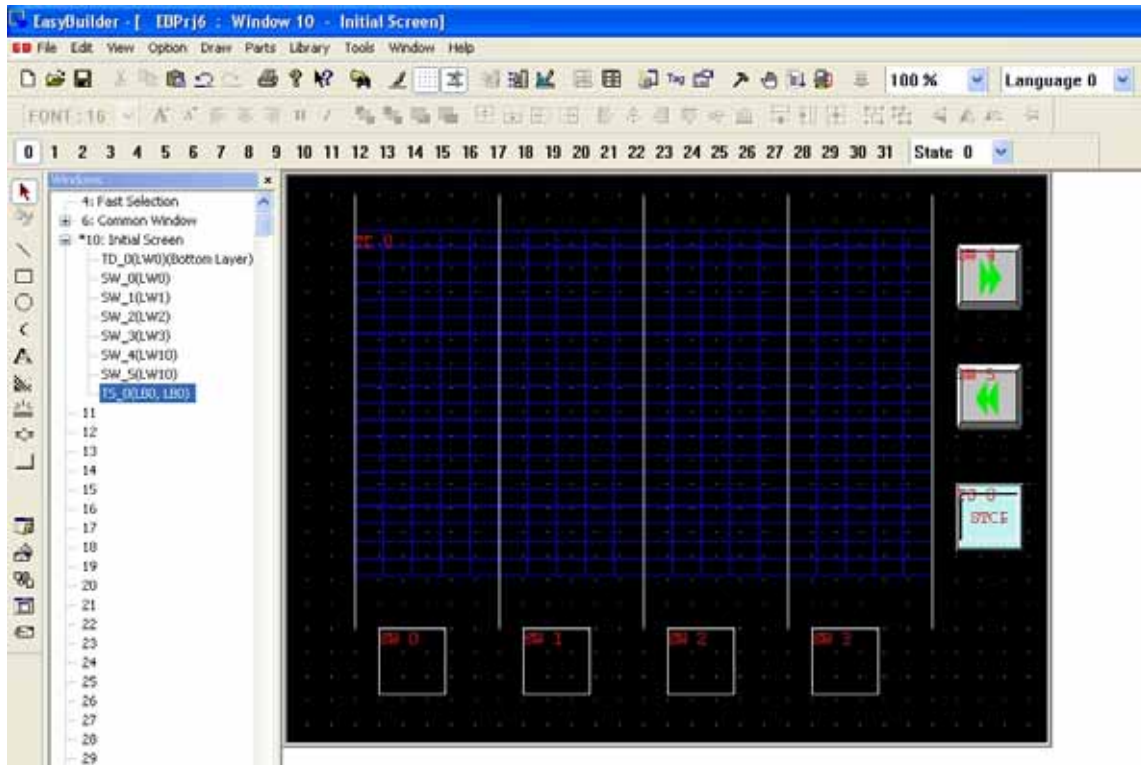 EasyBuilder - [ EBPrj6 : Window 10 - Initial Screen]
File Edit View Option Draw Parts Library Tools Window Help
Tag 100 % Language 0
FONT:16
0 1 2 3 4 5 6 7 8 9 10 11 12 13 14 15 16 17 18 19 20 21 22 23 24 25 26 27 28 29 30 31 State 0
Windows
4: Fast Selection
6: Common Window
*10: Initial Screen
TD_0(LW0)(Bottom Layer)
SW_0(LW0)
SW_1(LW1)
SW_2(LW2)
SW_3(LW3)
SW_4(LW10)
SW_5(LW10)
TS_0(LB0, LB0)
11
12
13
14
15
16
17
18
19
20
21
22
23
24
25
26
27
28
29
SW 4
SW 5
SW 0
SW 1
SW 2
SW 3